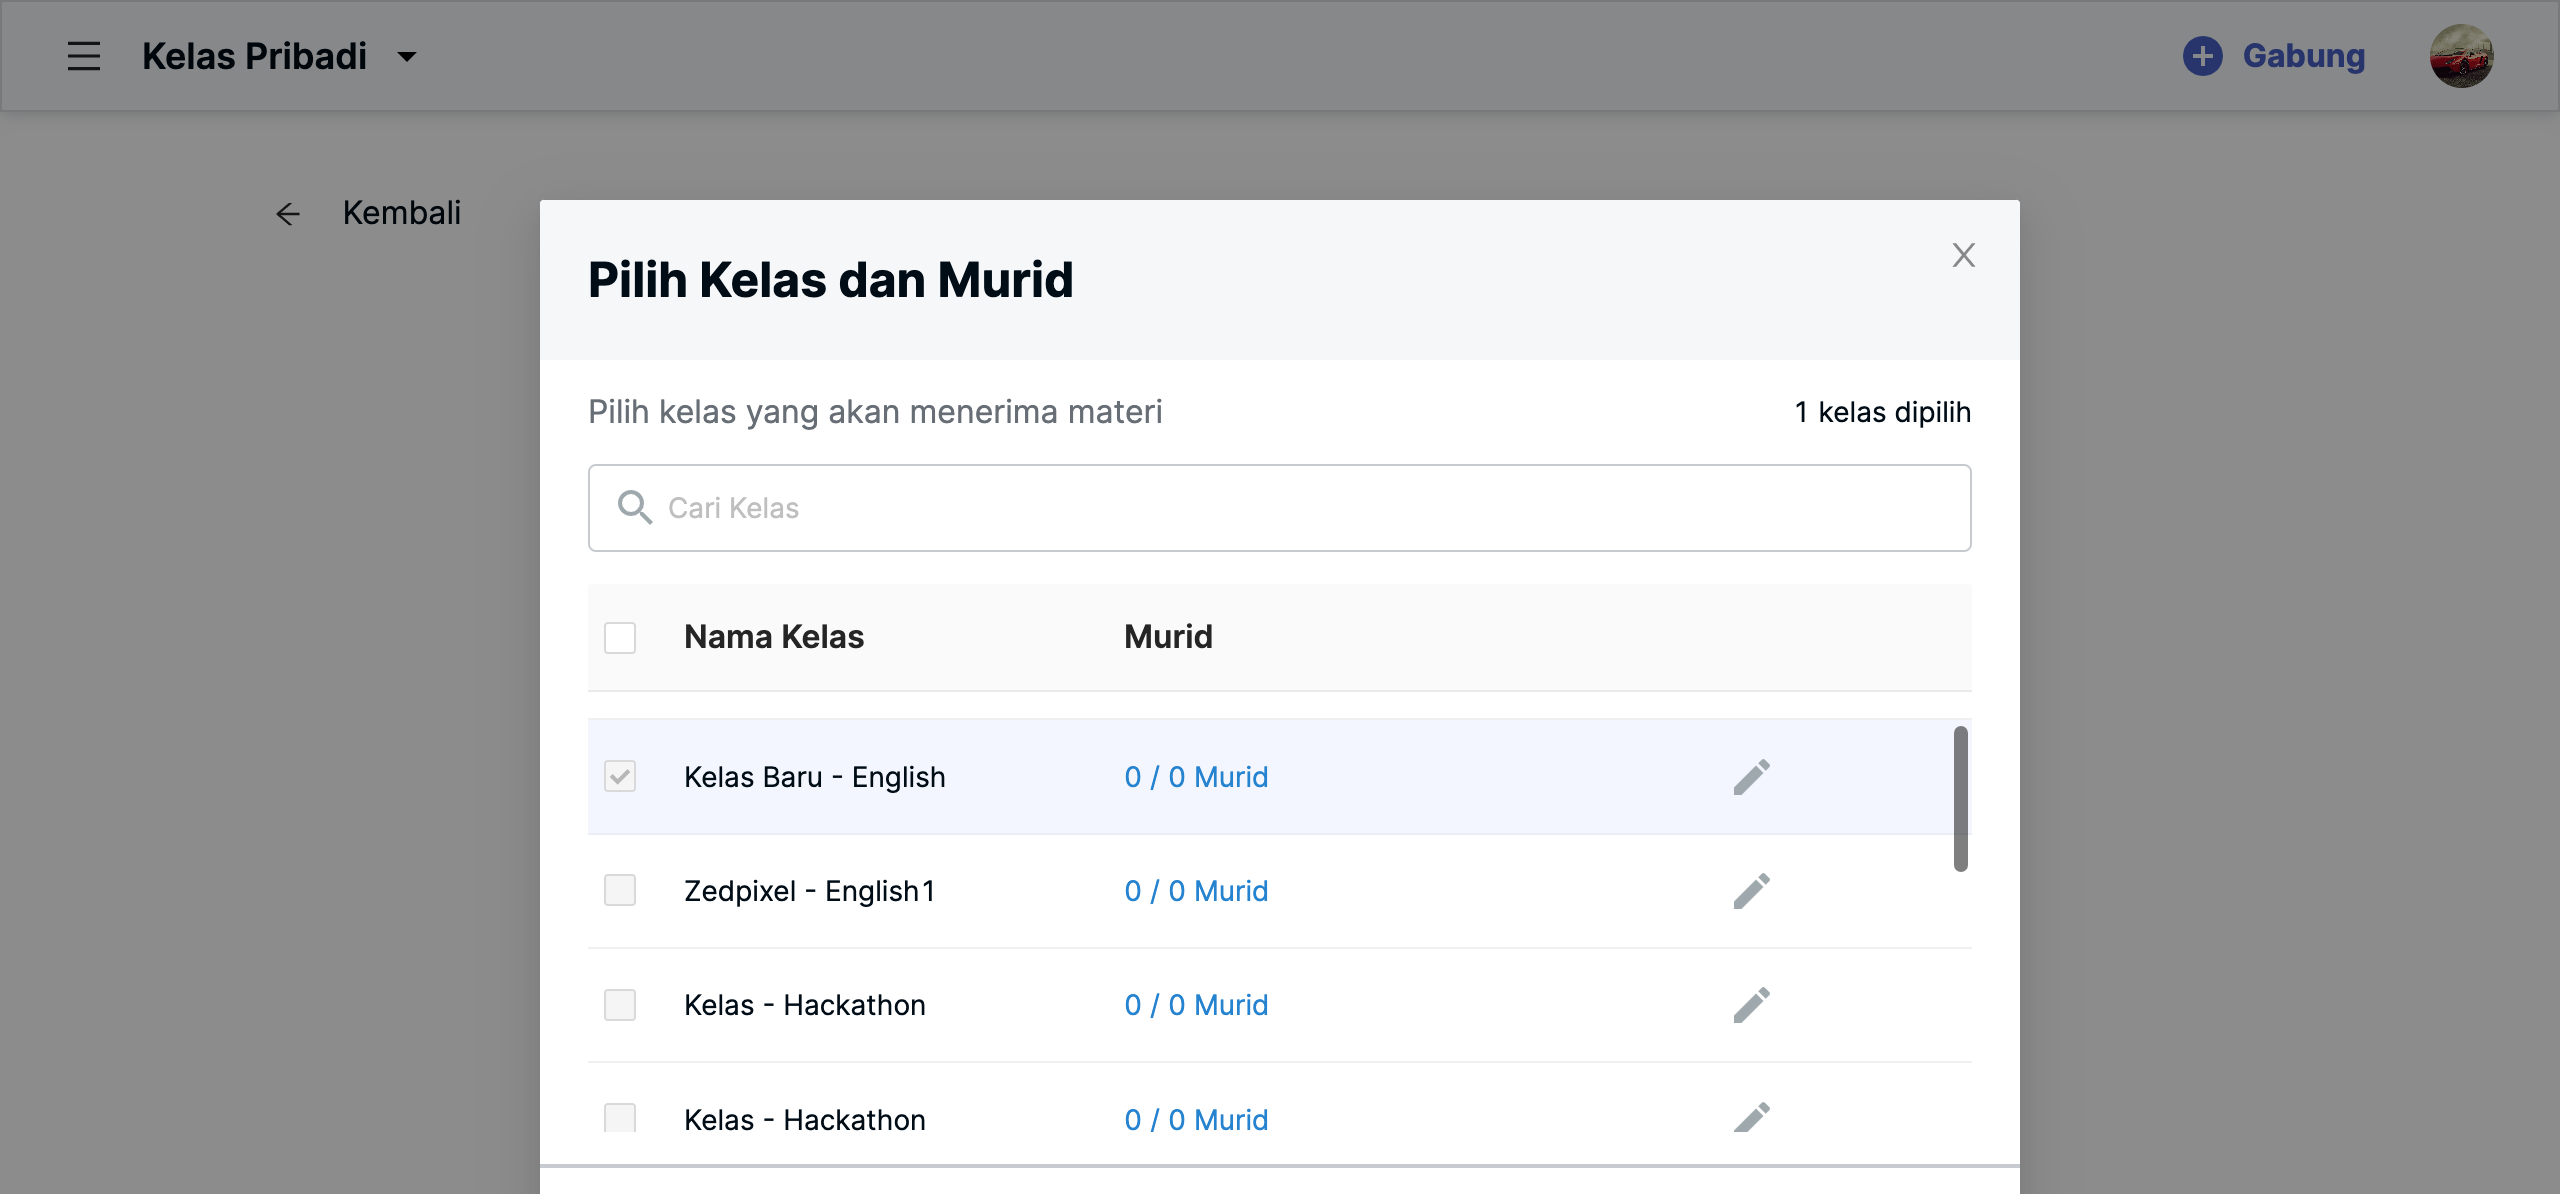 Kelas Pribadi
Gabung
Kembali
Pilih Kelas dan Murid
Pilih kelas yang akan menerima materi
1 kelas dipilih
Cari Kelas
Nama Kelas Murid
Kelas Baru - English 0 / 0 Murid
Zedpixel - English1 0 / 0 Murid
Kelas - Hackathon 0 / 0 Murid
Kelas - Hackathon 0 / 0 Murid